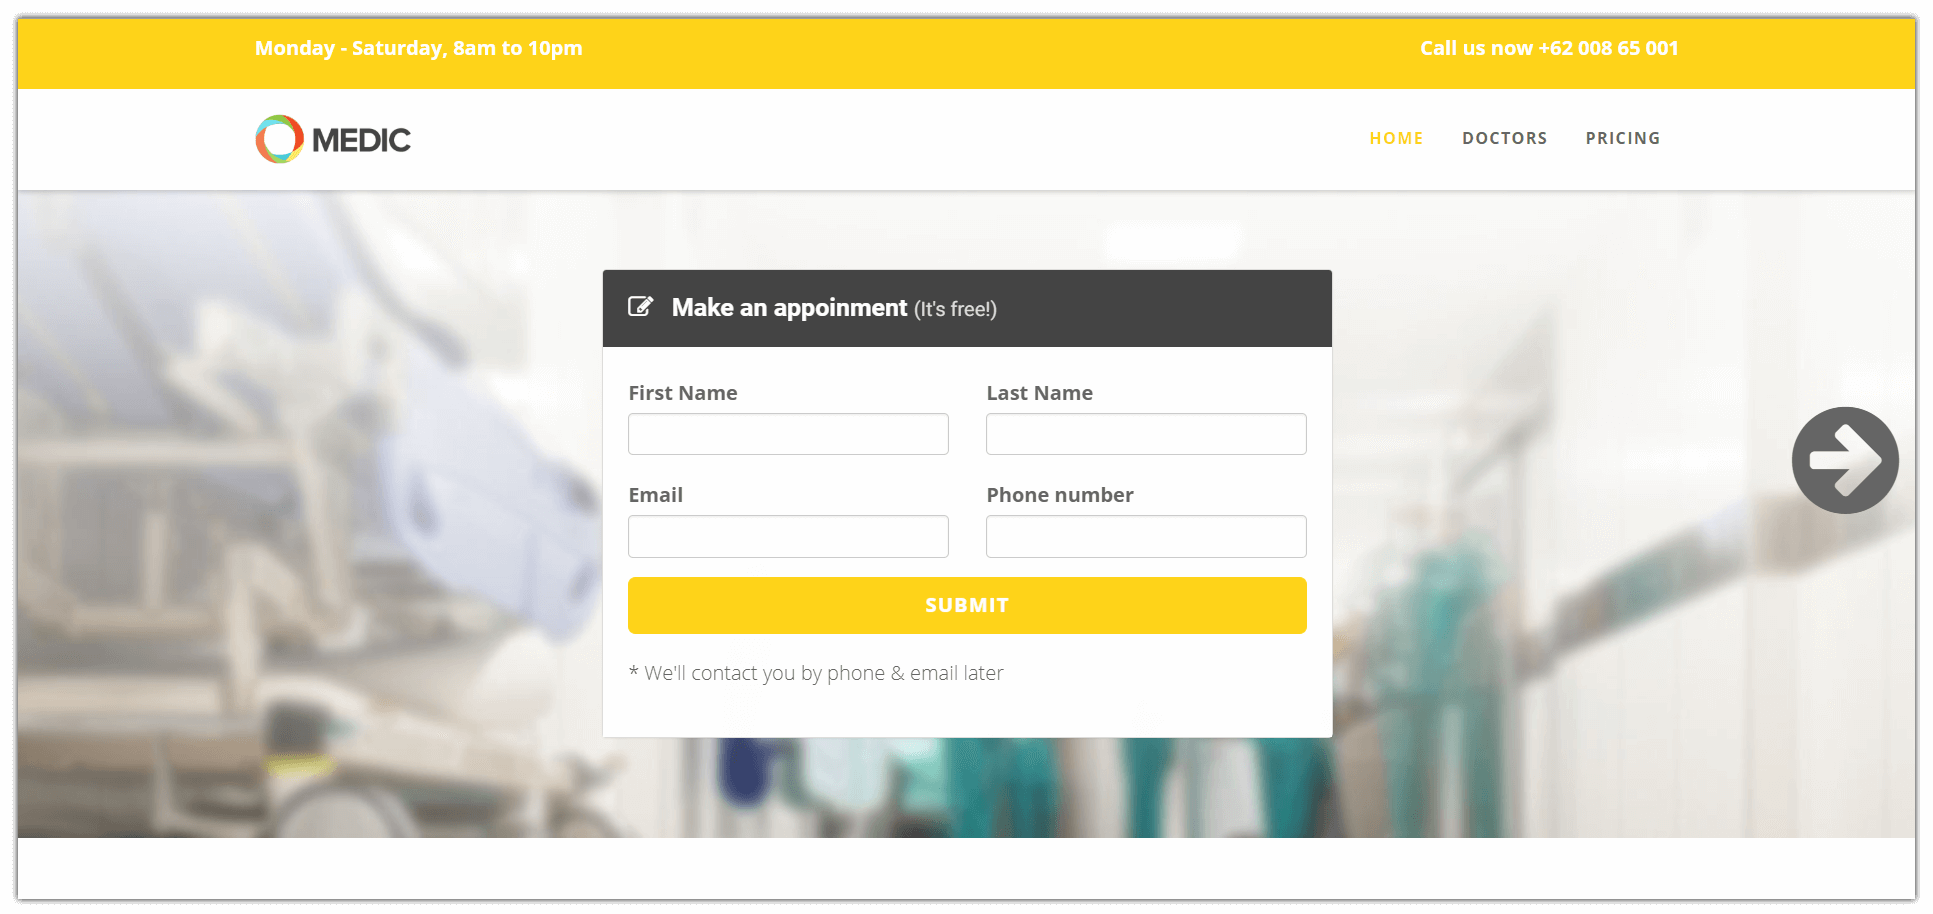 Monday - Saturday, 8am to 10pm
Call us now +62 008 65 001
MEDIC
HOME DOCTORS PRICING
Make an appoinment (It's free!)
First Name
Last Name
Email
Phone number
SUBMIT
* We'll contact you by phone & email later